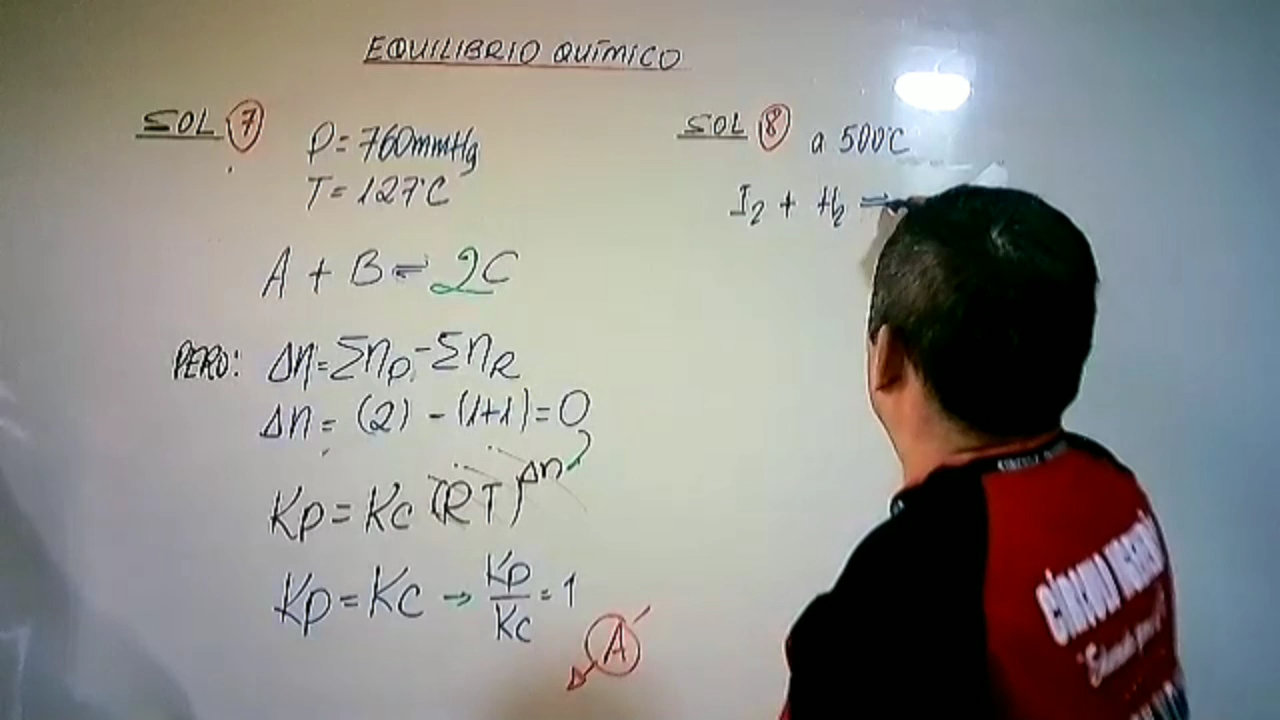 EQUILIBRIO QUÍMICO
SOL 7
P = 760mmHg
T = 127°C
A + B ⇌ 2C
PERO: Δn = Σnp - ΣnR
Δn = (2) - (1+1) = 0
Kp = Kc (RT)^Δn
Kp = Kc → Kp/Kc = 1
A
SOL 8 a 500°C
I₂ + H₂ ⇌